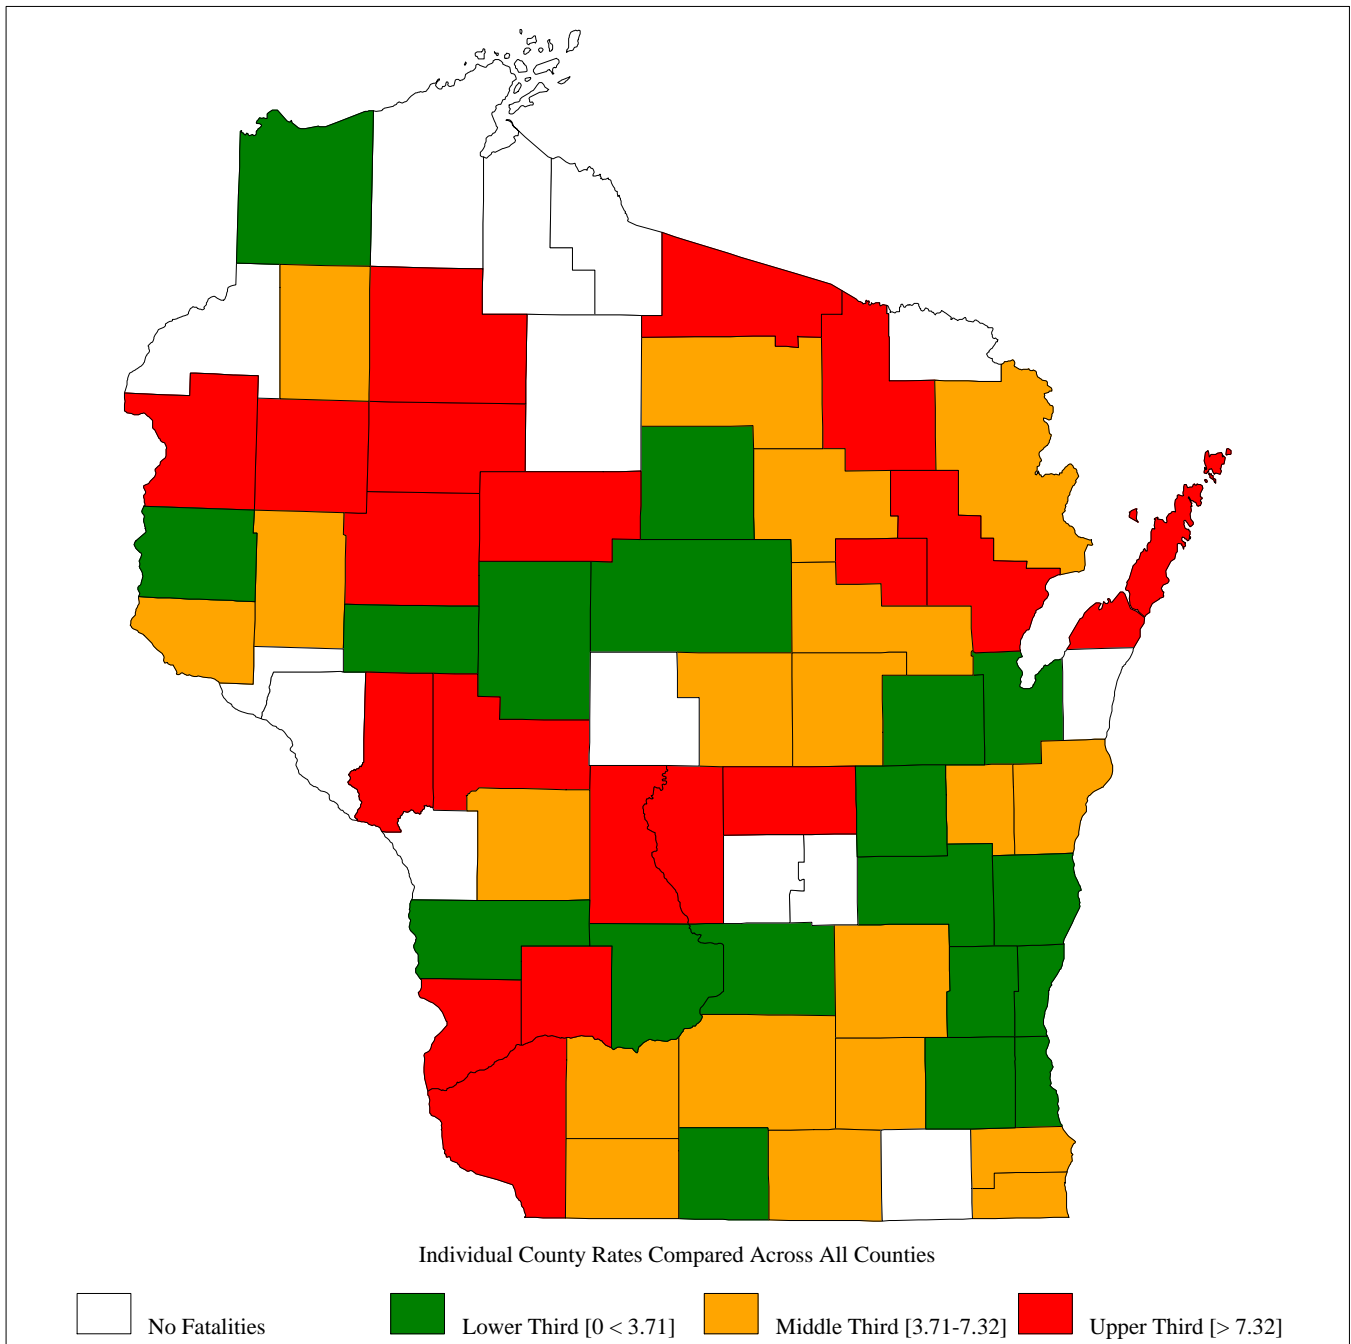 Individual County Rates Compared Across All Counties
No Fatalities Lower Third [0 < 3.71] Middle Third [3.71-7.32] Upper Third [> 7.32]